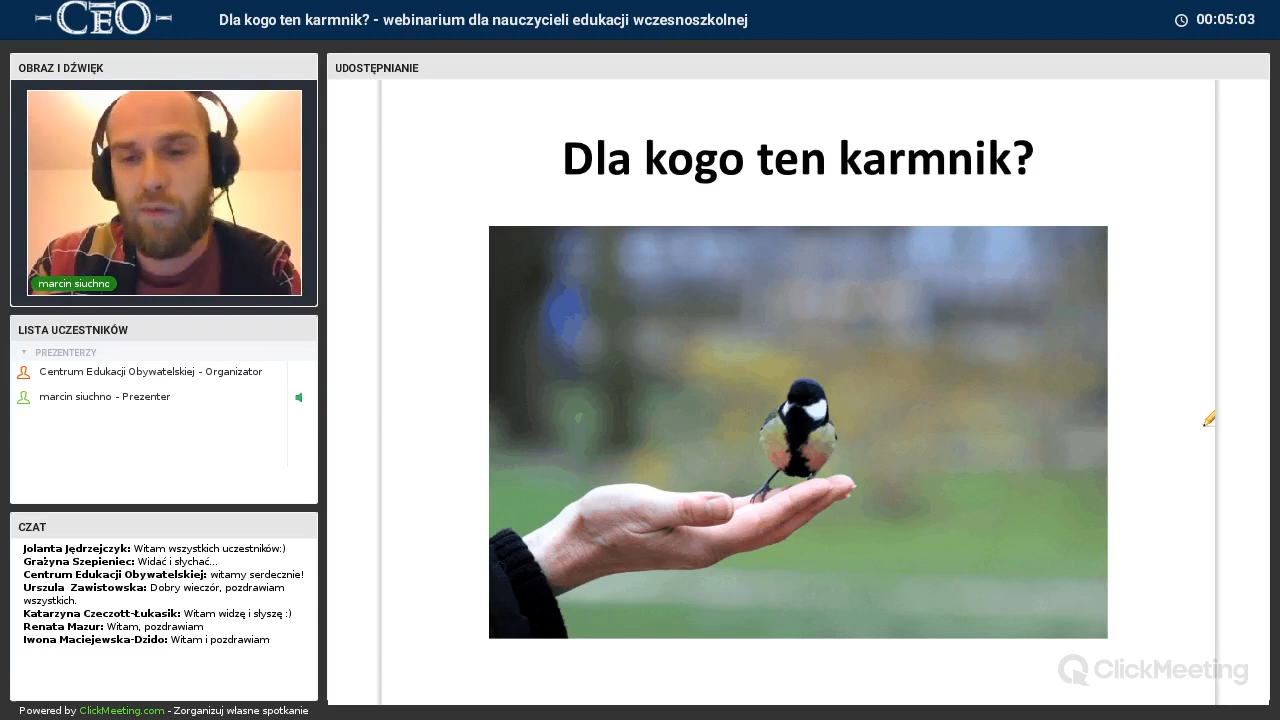 CEO
Dla kogo ten karmnik? - webinarium dla nauczycieli edukacji wczesnoszkolnej
00:05:03
OBRAZ I DŹWIĘK
marcin siuchno
LISTA UCZESTNIKÓW
PREZENTERZY
Centrum Edukacji Obywatelskiej - Organizator
marcin siuchno - Prezenter
CZAT
Jolanta Jędrzejczyk: Witam wszystkich uczestników:)
Grażyna Szepieniec: Widać i słychać...
Centrum Edukacji Obywatelskiej: witamy serdecznie!
Urszula Zawistowska: Dobry wieczór, pozdrawiam
wszystkich.
Katarzyna Czeczott-Łukasik: Witam widzę i słyszę :)
Renata Mazur: Witam, pozdrawiam
Iwona Maciejewska-Dzido: Witam i pozdrawiam
Powered by ClickMeeting.com - Zorganizuj własne spotkanie
UDOSTĘPNIANIE
Dla kogo ten karmnik?
ClickMeeting